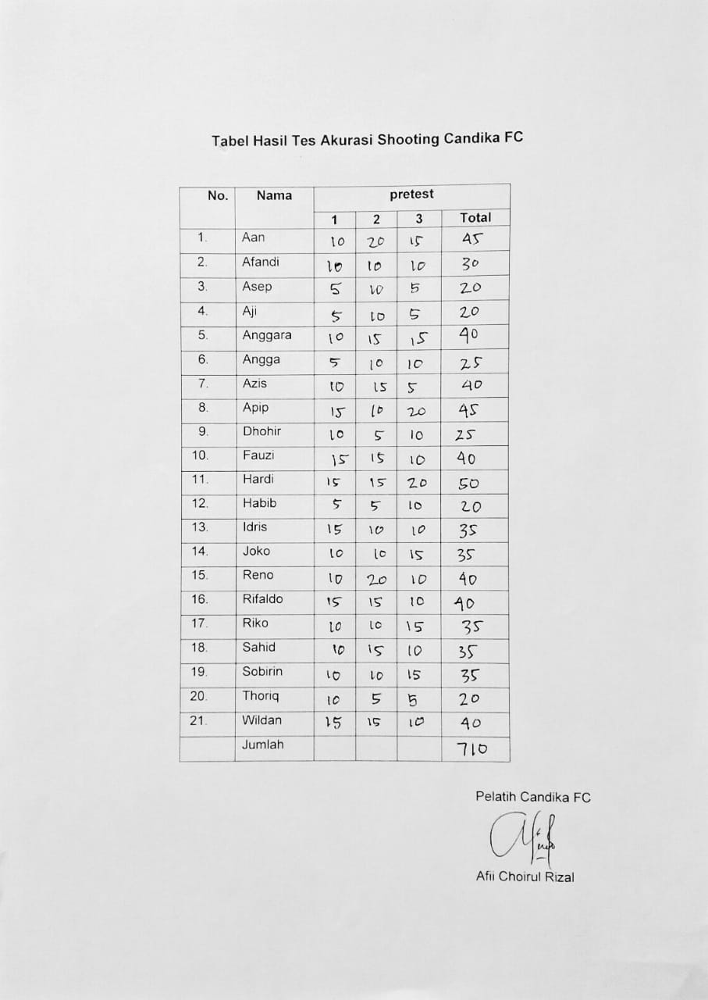 Tabel Hasil Tes Akurasi Shooting Candika FC
No. Nama pretest
1 2 3 Total
1. Aan 10 20 15 45
2. Afandi 10 10 10 30
3. Asep 5 10 5 20
4. Aji 5 10 5 20
5. Anggara 10 15 15 40
6. Angga 5 10 10 25
7. Azis 10 15 5 40
8. Apip 15 10 20 45
9. Dhohir 10 5 10 25
10. Fauzi 15 15 10 40
11. Hardi 15 15 20 50
12. Habib 5 5 10 20
13. Idris 15 10 10 35
14. Joko 10 10 15 35
15. Reno 10 20 10 40
16. Rifaldo 15 15 10 40
17. Riko 10 10 15 35
18. Sahid 10 15 10 35
19. Sobirin 10 10 15 35
20. Thoriq 10 5 5 20
21. Wildan 15 15 10 40
Jumlah 710
Pelatih Candika FC
Afii Choirul Rizal